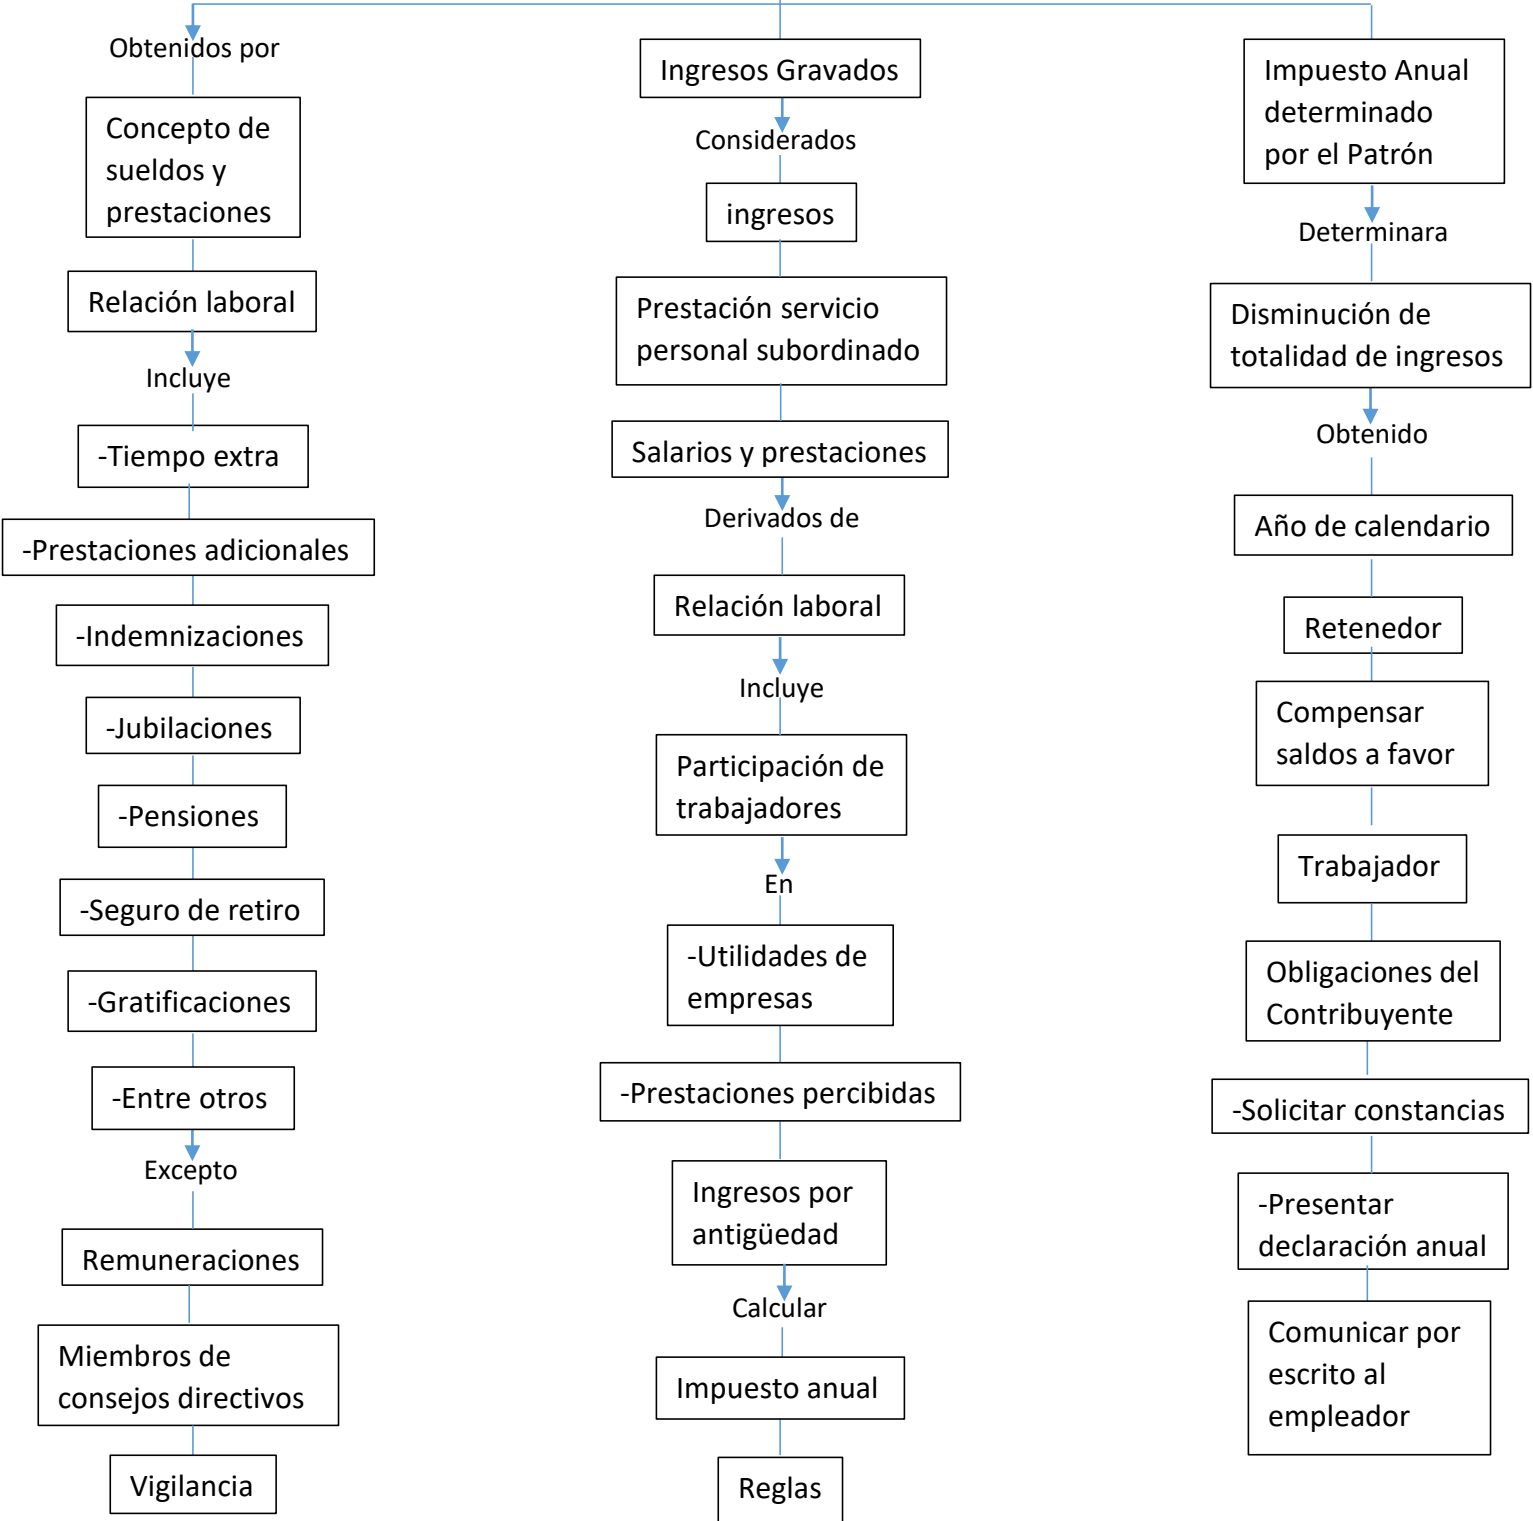 Obtenidos por
Concepto de
sueldos y
prestaciones
Relación laboral
Incluye
-Tiempo extra
-Prestaciones adicionales
-Indemnizaciones
-Jubilaciones
-Pensiones
-Seguro de retiro
-Gratificaciones
-Entre otros
Excepto
Remuneraciones
Miembros de
consejos directivos
Vigilancia
Ingresos Gravados
Considerados
ingresos
Prestación servicio
personal subordinado
Salarios y prestaciones
Derivados de
Relación laboral
Incluye
Participación de
trabajadores
En
-Utilidades de
empresas
-Prestaciones percibidas
Ingresos por
antigüedad
Calcular
Impuesto anual
Reglas
Impuesto Anual
determinado
por el Patrón
Determinara
Disminución de
totalidad de ingresos
Obtenido
Año de calendario
Retenedor
Compensar
saldos a favor
Trabajador
Obligaciones del
Contribuyente
-Solicitar constancias
-Presentar
declaración anual
Comunicar por
escrito al
empleador